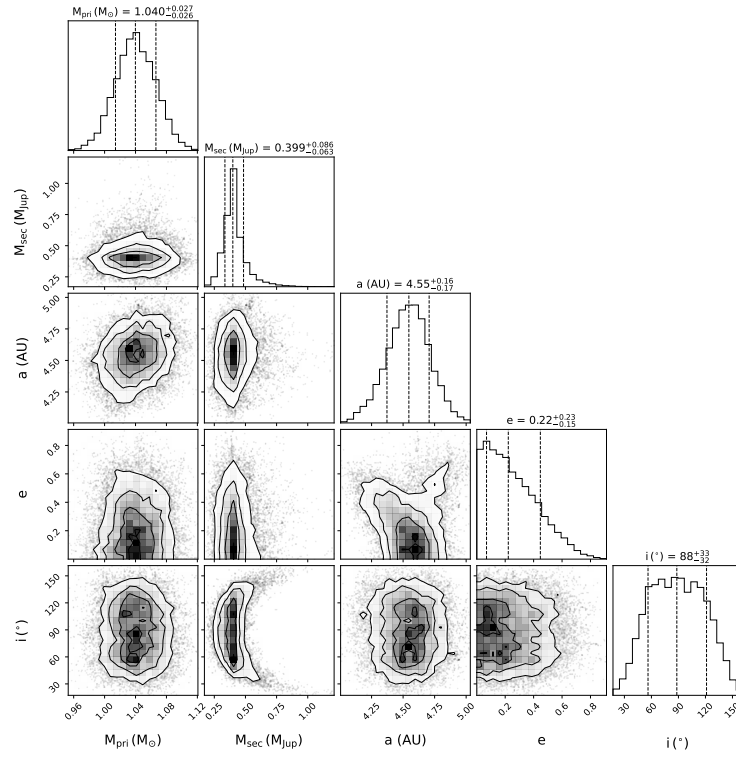 M_pri (M_⊙) = 1.040^{+0.027}_{-0.026}
M_sec (M_Jup) = 0.399^{+0.086}_{-0.063}
M_sec (M_Jup)
1.00
0.75
0.50
0.25
a (AU) = 4.55^{+0.16}_{-0.17}
a (AU)
5.00
4.75
4.50
4.25
e = 0.22^{+0.23}_{-0.15}
e
0.8
0.6
0.4
0.2
i (°) = 88^{+33}_{-32}
i (°)
150
120
90
60
30
0.96 1.00 1.04 1.08 1.12 0.25 0.50 0.75 1.00 4.25 4.50 4.75 5.00 0.2 0.4 0.6 0.8 30 60 90 120 150
M_pri (M_⊙) M_sec (M_Jup) a (AU) e i (°)